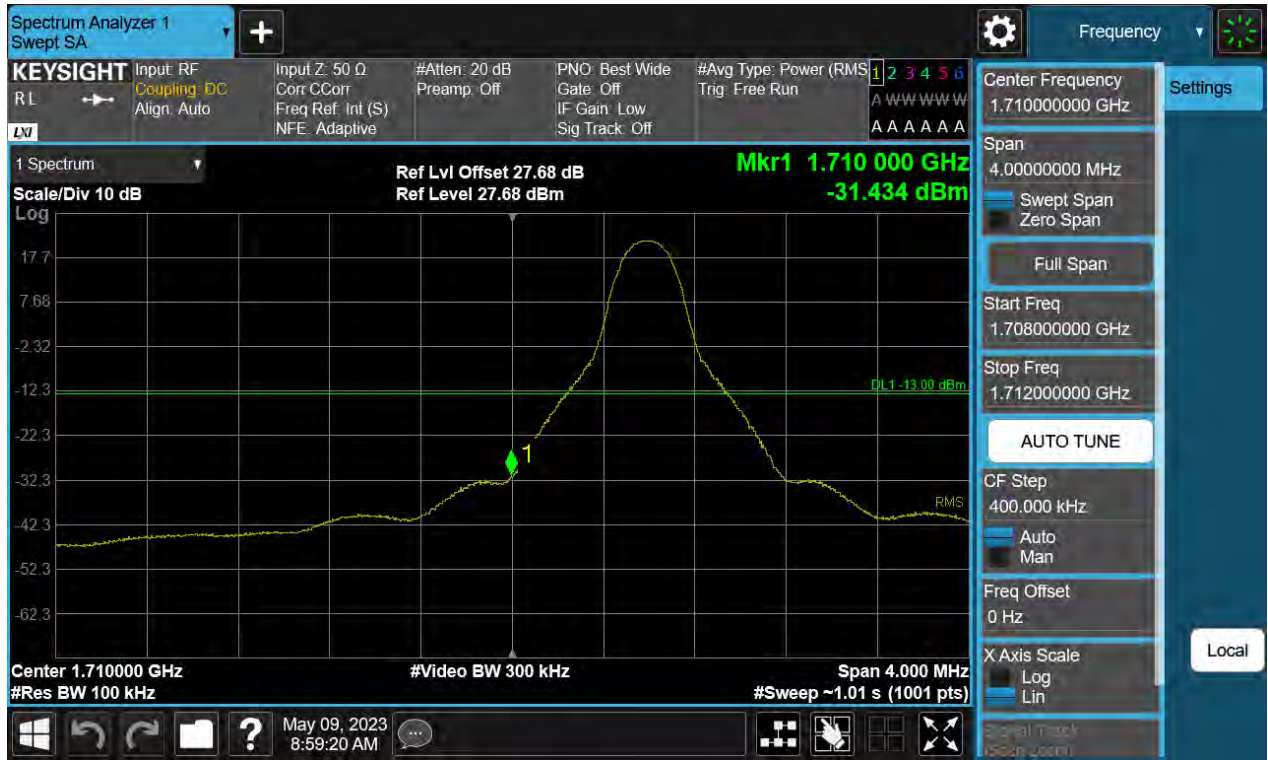 Spectrum Analyzer 1
Swept SA
+
Frequency
KEYSIGHT
RL
LXI
Input: RF
Coupling: DC
Align: Auto
Input Z: 50 Ω
Corr CCorr
Freq Ref: Int (S)
NFE: Adaptive
#Atten: 20 dB
Preamp: Off
PNO: Best Wide
Gate: Off
IF Gain: Low
Sig Track: Off
#Avg Type: Power (RMS
Trig: Free Run
1 2 3 4 5 6
A W W W W W
A A A A A A
1 Spectrum
Scale/Div 10 dB
Ref Lvl Offset 27.68 dB
Ref Level 27.68 dBm
Mkr1 1.710 000 GHz
-31.434 dBm
Log
17.7
7.68
-2.32
-12.3
-22.3
-32.3
-42.3
-52.3
-62.3
DL1 -13.00 dBm
1
RMS
Center 1.710000 GHz
#Res BW 100 kHz
#Video BW 300 kHz
Span 4.000 MHz
#Sweep ~1.01 s (1001 pts)
Center Frequency
1.710000000 GHz
Settings
Span
4.00000000 MHz
Swept Span
Zero Span
Full Span
Start Freq
1.708000000 GHz
Stop Freq
1.712000000 GHz
AUTO TUNE
CF Step
400.000 kHz
Auto
Man
Freq Offset
0 Hz
X Axis Scale
Log
Lin
Local
Signal Track
(Span Zoom)
?
May 09, 2023
8:59:20 AM